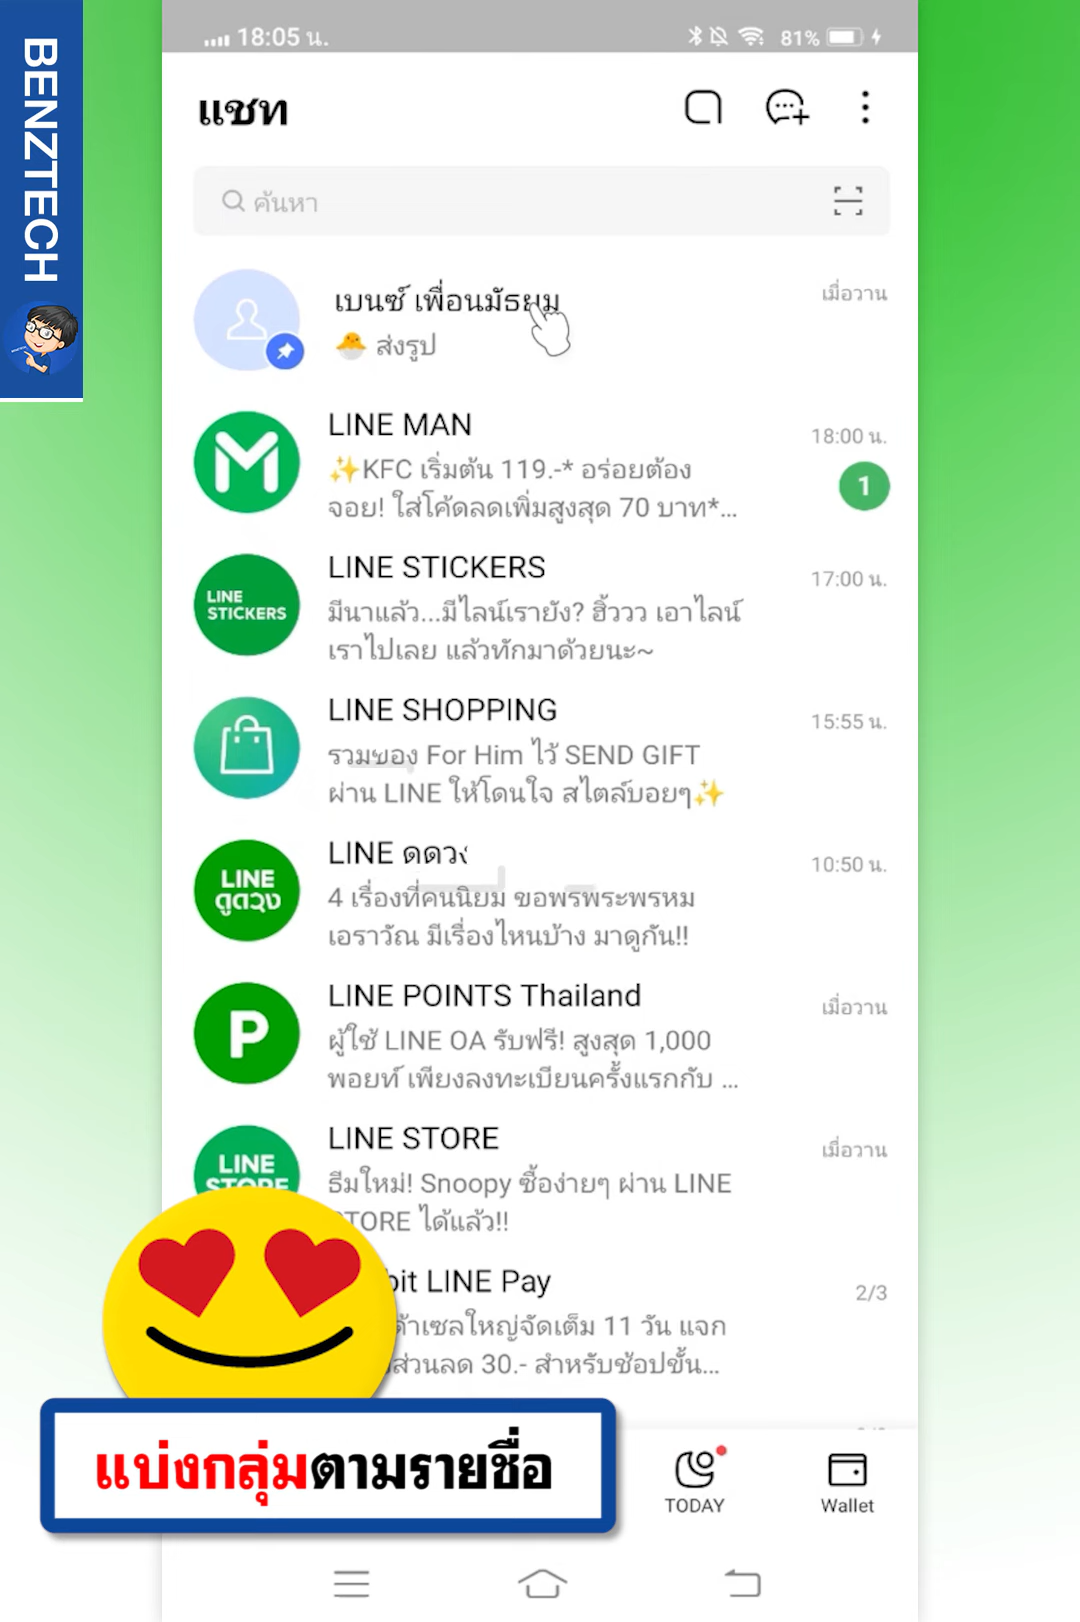 BENZTECH
18:05 น.
81%
แชท
ค้นหา
เบนซ์ เพื่อนมัธยม
เมื่อวาน
🐣 ส่งรูป
LINE MAN
18:00 น.
✨KFC เริ่มต้น 119.-* อร่อยต้อง
จอย! ใส่โค้ดลดเพิ่มสูงสุด 70 บาท*...
1
LINE STICKERS
LINE STICKERS
17:00 น.
มีนาแล้ว...มีไลน์เรายัง? ฮิ้ววว เอาไลน์
เราไปเลย แล้วทักมาด้วยนะ~
LINE SHOPPING
15:55 น.
รวมของ For Him ไว้ SEND GIFT
ผ่าน LINE ให้โดนใจ สไตล์บอยๆ✨
LINE
10:50 น.
LINE
ดูดวง
4 เรื่องที่คนนิยม ขอพรพระพรหม
เอราวัณ มีเรื่องไหนบ้าง มาดูกัน!!
P
LINE POINTS Thailand
เมื่อวาน
ผู้ใช้ LINE OA รับฟรี! สูงสุด 1,000
พอยท์ เพียงลงทะเบียนครั้งแรกกับ ...
LINE STORE
เมื่อวาน
LINE
STORE
ธีมใหม่! Snoopy ซื้อง่ายๆ ผ่าน LINE
STORE ได้แล้ว!!
bit LINE Pay
2/3
ค้าเซลใหญ่จัดเต็ม 11 วัน แจก
ส่วนลด 30.- สำหรับช้อปขั้น...
แบ่งกลุ่มตามรายชื่อ
TODAY
Wallet